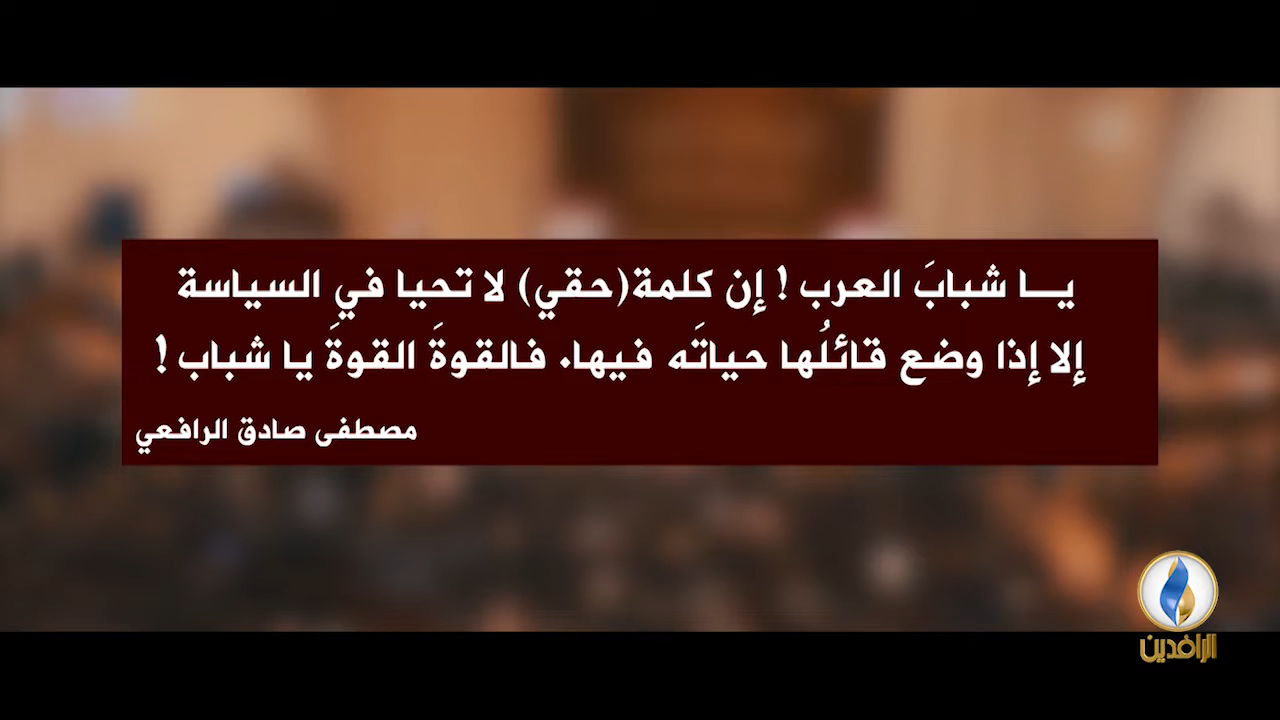 يـــا شبابَ العرب ! إن كلمة(حقي) لا تحيا في السياسة
إلا إذا وضع قائلُها حياتَه فيها. فالقوةَ القوةَ يا شباب !
مصطفى صادق الرافعي
الرافدين